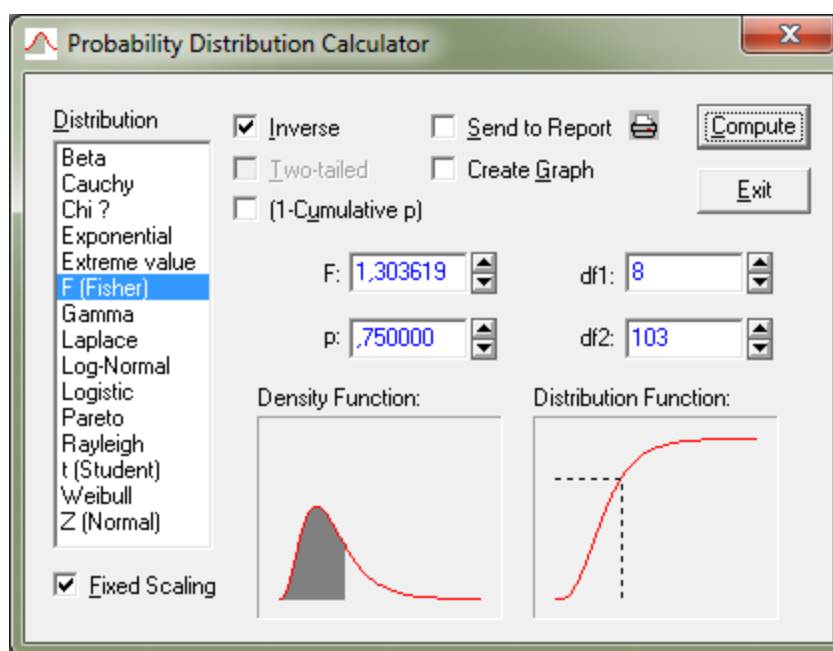 Probability Distribution Calculator
Distribution
Beta
Cauchy
Chi ?
Exponential
Extreme value
F (Fisher)
Gamma
Laplace
Log-Normal
Logistic
Pareto
Rayleigh
t (Student)
Weibull
Z (Normal)
Fixed Scaling
Inverse
Send to Report
Two-tailed
Create Graph
(1-Cumulative p)
Compute
Exit
F: 1,303619 df1: 8
p: ,750000 df2: 103
Density Function: Distribution Function: